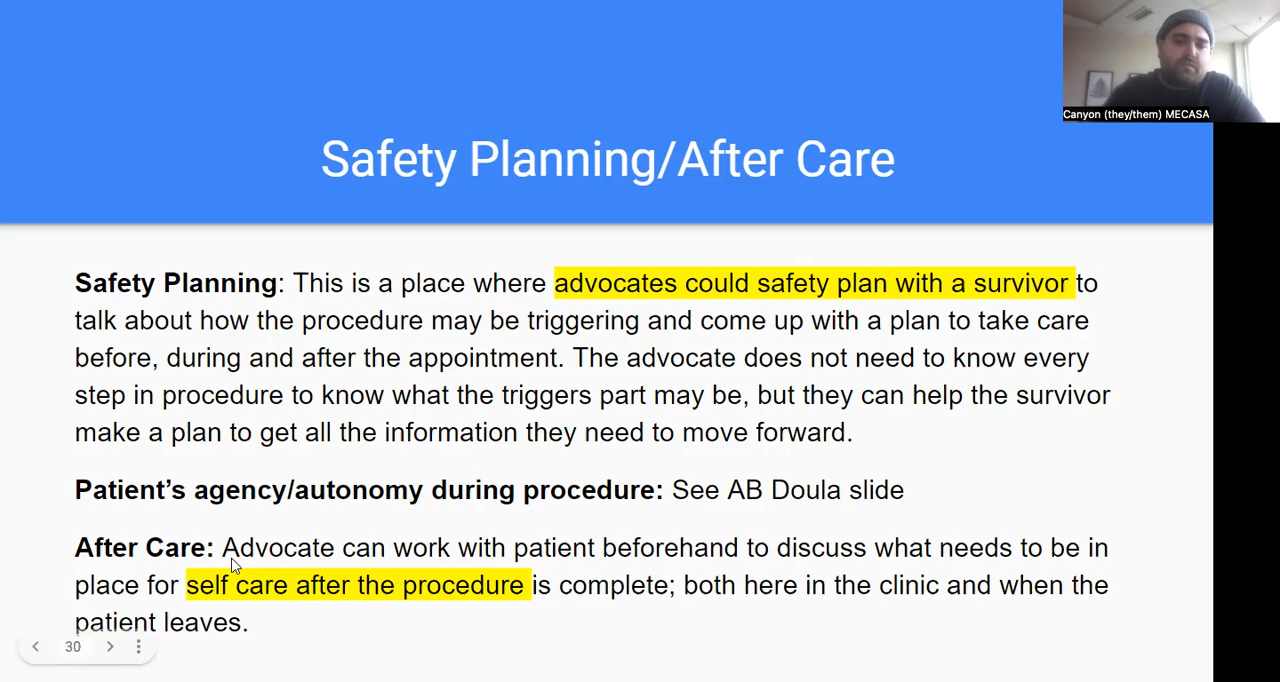 Canyon (they/them) MECASA
Safety Planning/After Care
Safety Planning: This is a place where advocates could safety plan with a survivor to
talk about how the procedure may be triggering and come up with a plan to take care
before, during and after the appointment. The advocate does not need to know every
step in procedure to know what the triggers part may be, but they can help the survivor
make a plan to get all the information they need to move forward.
Patient’s agency/autonomy during procedure: See AB Doula slide
After Care: Advocate can work with patient beforehand to discuss what needs to be in
place for self care after the procedure is complete; both here in the clinic and when the
patient leaves.
30